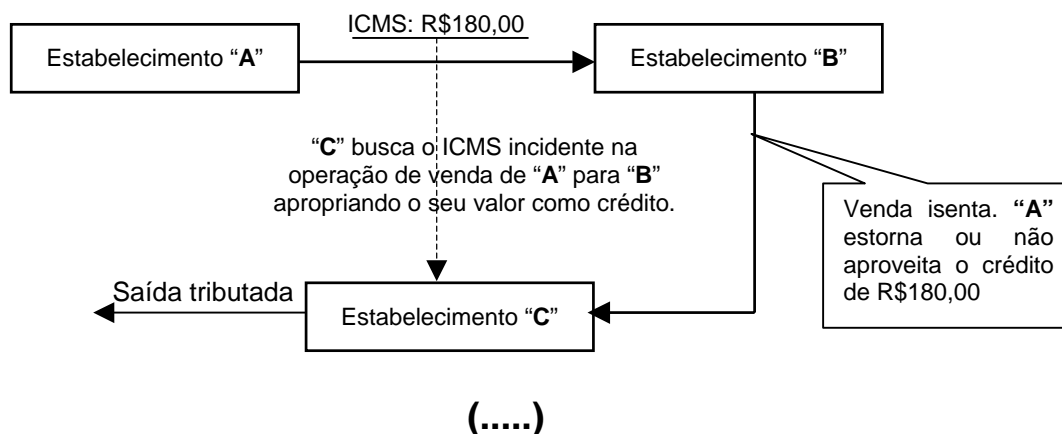 ICMS: R$180,00
Estabelecimento “A”
Estabelecimento “B”
“C” busca o ICMS incidente na
operação de venda de “A” para “B”
apropriando o seu valor como crédito.
Venda isenta. “A”
estorna ou não
aproveita o crédito
de R$180,00
Saída tributada
Estabelecimento “C”
(.....)